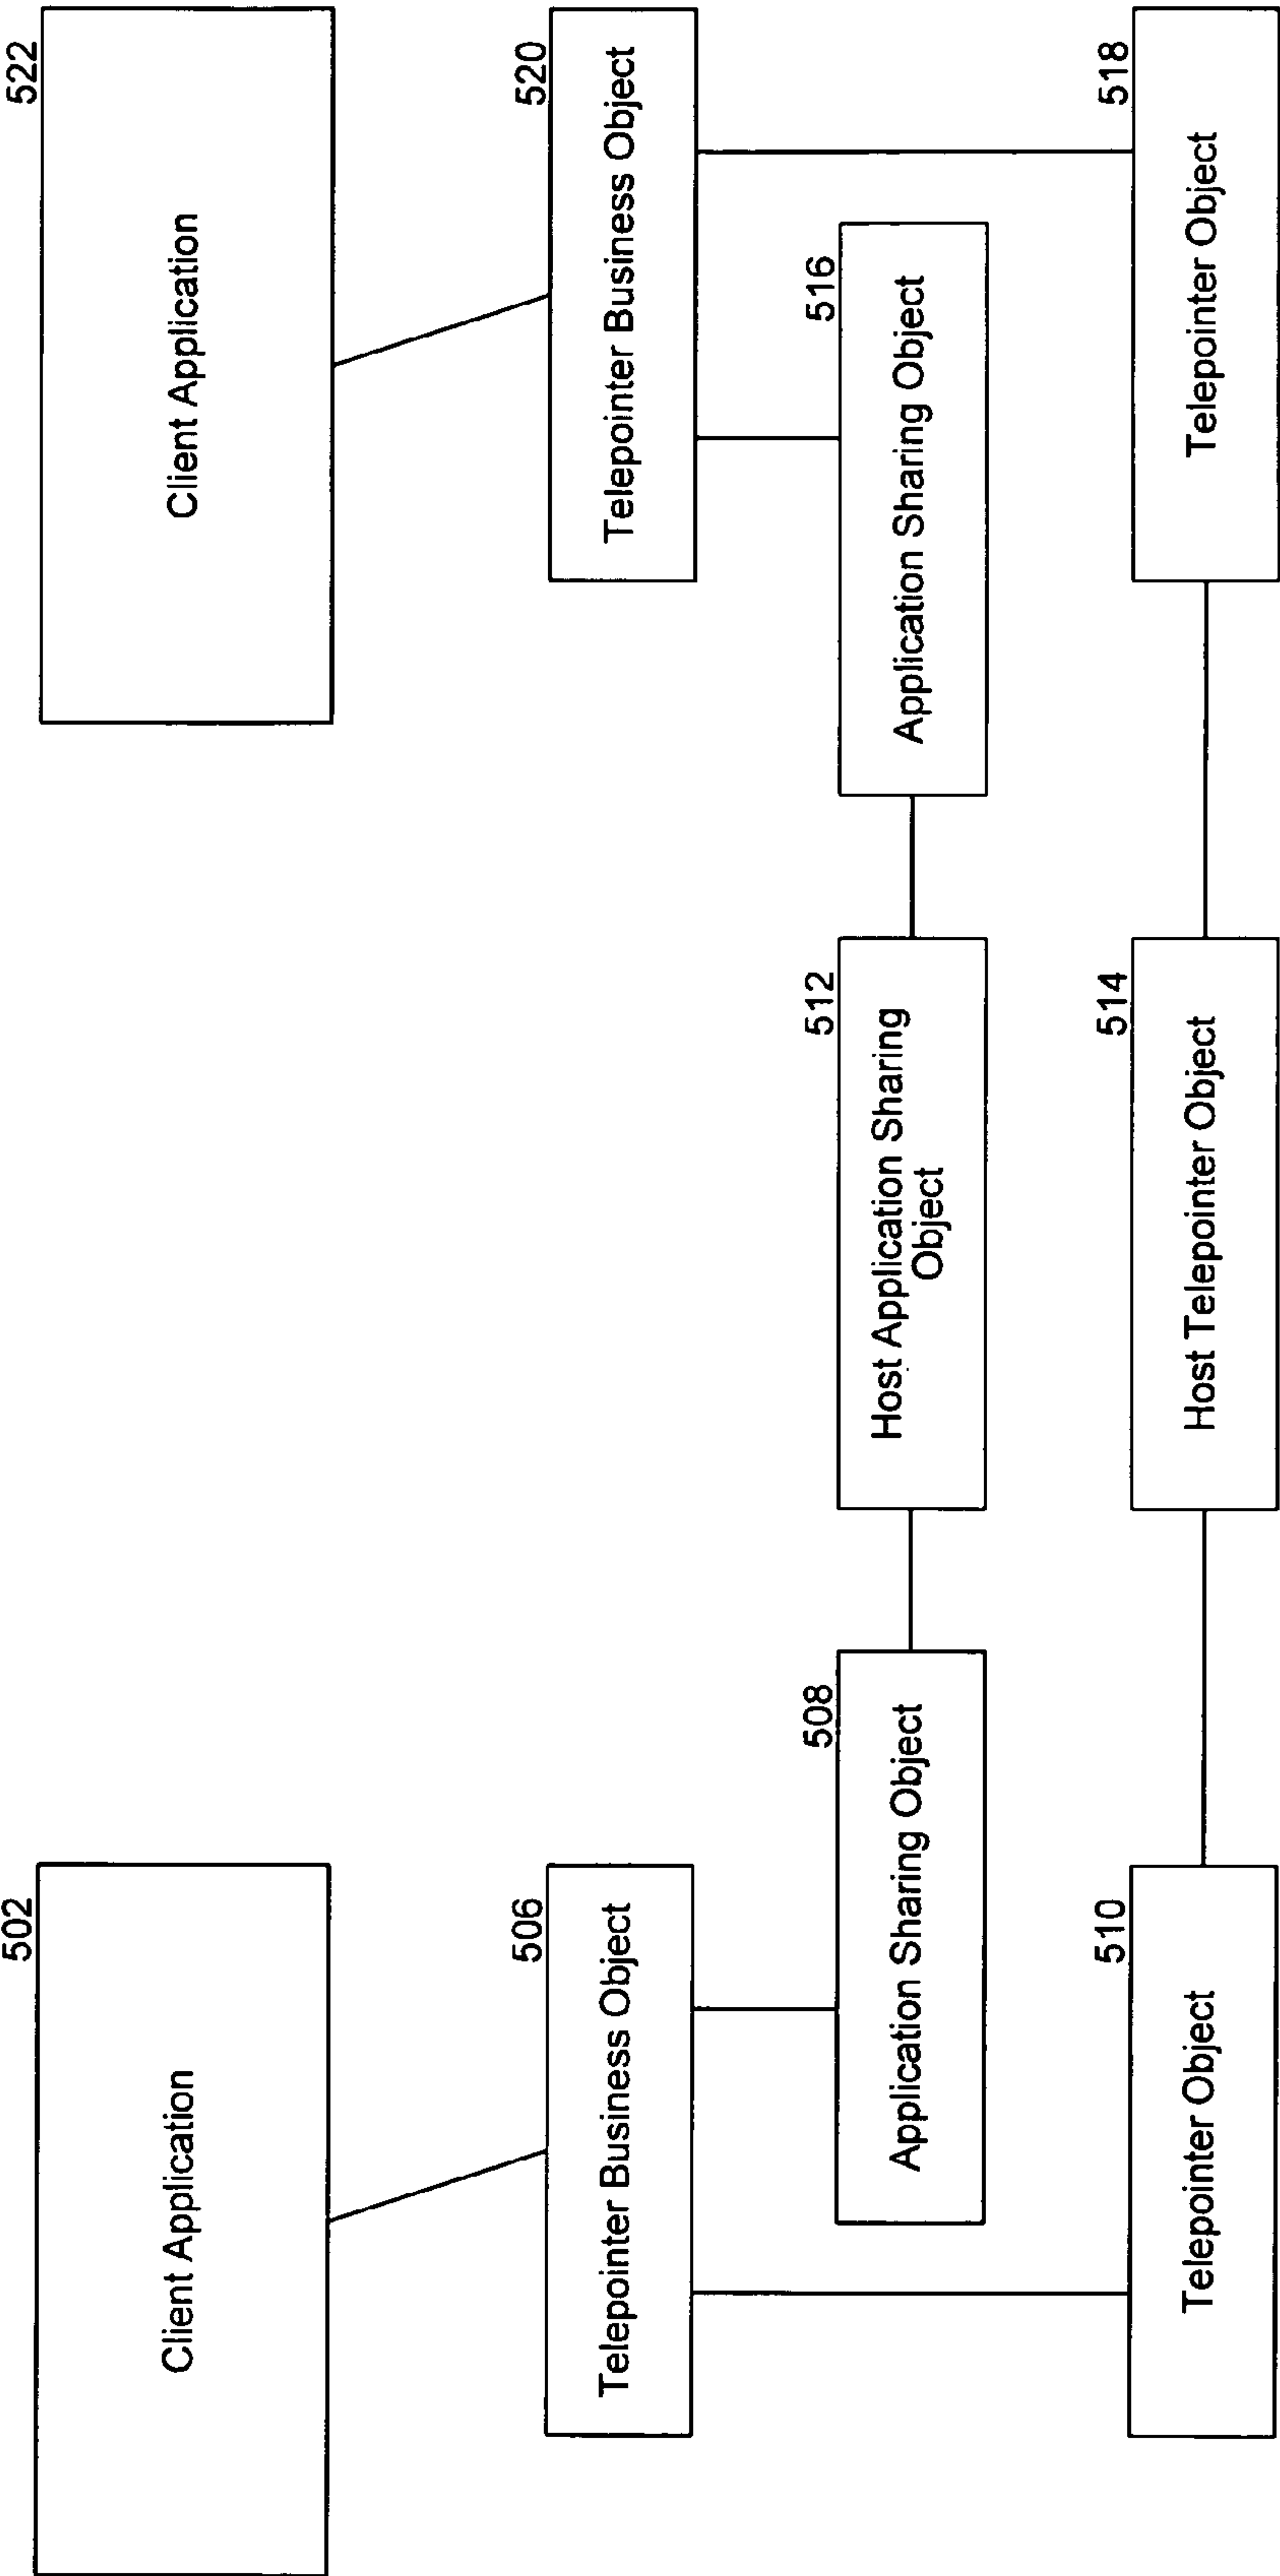 502
Client Application
522
Client Application
506
Telepointer Business Object
520
Telepointer Business Object
508
Application Sharing Object
512
Host Application Sharing
Object
516
Application Sharing Object
510
Telepointer Object
514
Host Telepointer Object
518
Telepointer Object